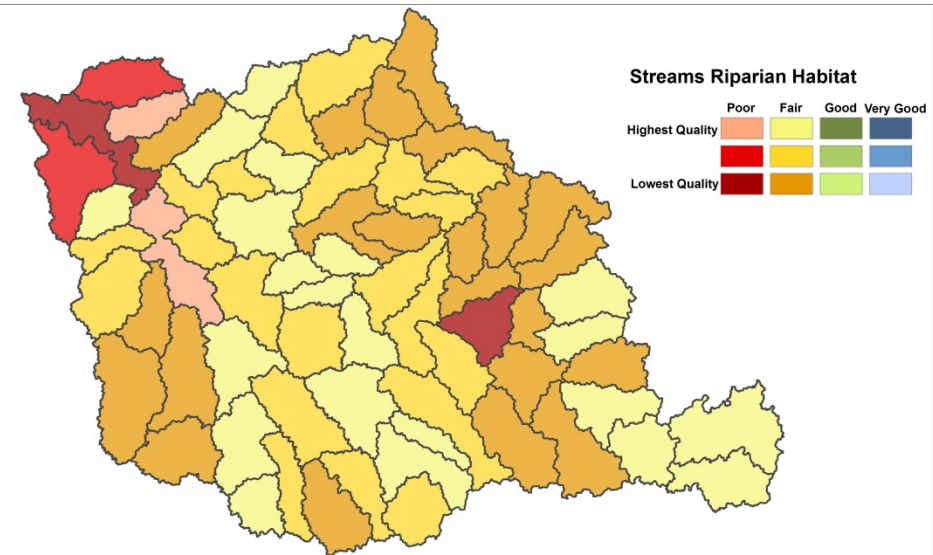 Streams Riparian Habitat
Poor Fair Good Very Good
Highest Quality
Lowest Quality